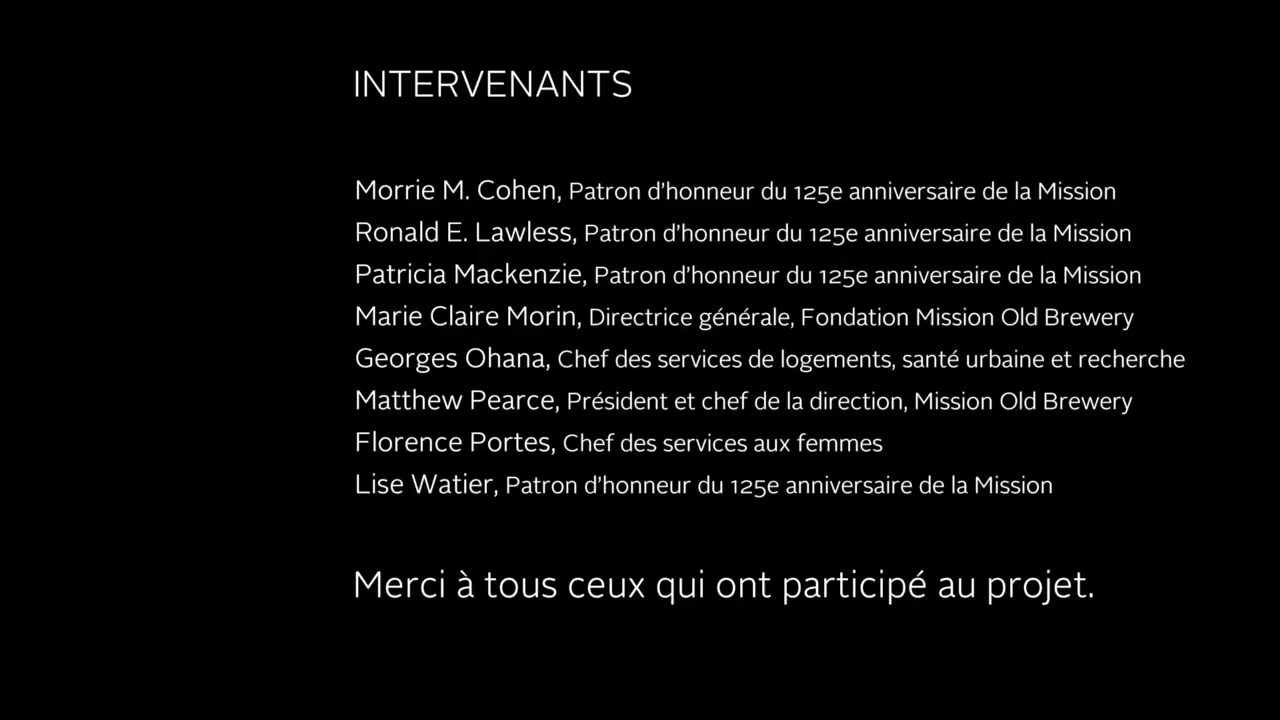 INTERVENANTS
Morrie M. Cohen, Patron d’honneur du 125e anniversaire de la Mission
Ronald E. Lawless, Patron d’honneur du 125e anniversaire de la Mission
Patricia Mackenzie, Patron d’honneur du 125e anniversaire de la Mission
Marie Claire Morin, Directrice générale, Fondation Mission Old Brewery
Georges Ohana, Chef des services de logements, santé urbaine et recherche
Matthew Pearce, Président et chef de la direction, Mission Old Brewery
Florence Portes, Chef des services aux femmes
Lise Watier, Patron d’honneur du 125e anniversaire de la Mission
Merci à tous ceux qui ont participé au projet.